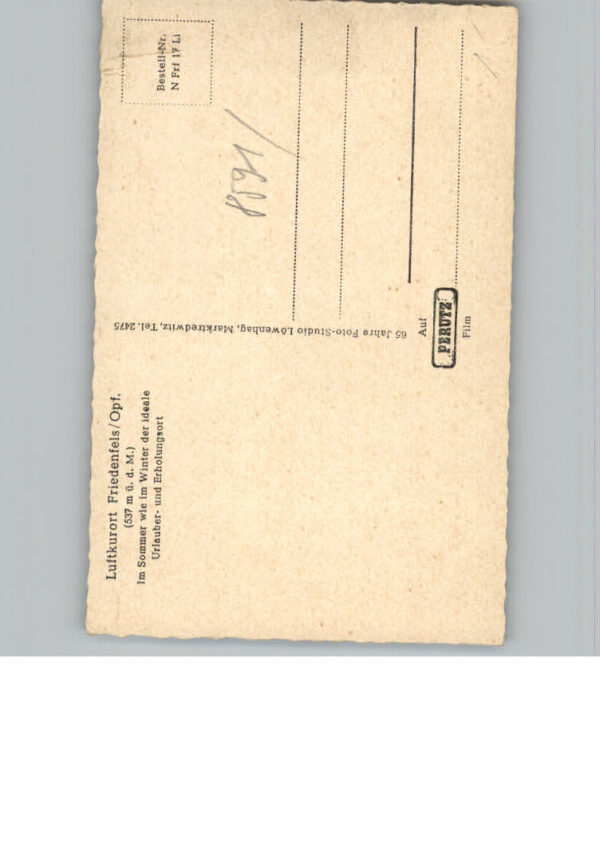 Luftkurort Friedenfels/Opf.
(537 m ü. d. M.)
Im Sommer wie im Winter der ideale
Urlauber- und Erholungsort
65 Jahre Foto-Studio Löwenhag, Marktredwitz, Tel. 2475
Auf
PERUTZ
Film
Bestell-Nr.
N Frf 17 Li
8591/